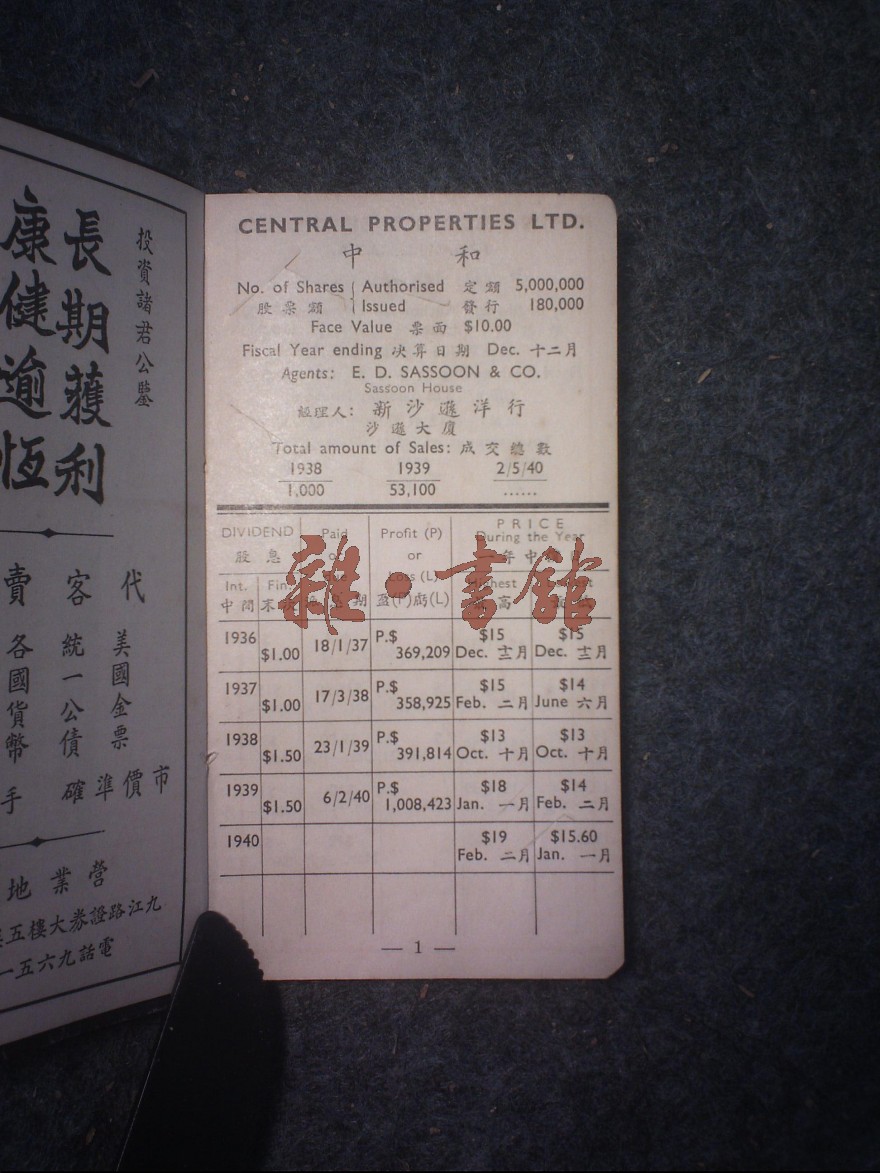 投資諸君公鑒
長期獲利
康健逾恆
代客賣
美國金票
統一公債
各國貨幣
市價準確
手
營業地
九江路證券大樓五
電話九六五一
CENTRAL PROPERTIES LTD.
中和
No. of Shares Authorised 定額 5,000,000
股票額 Issued 發行 180,000
Face Value 票面 $10.00
Fiscal Year ending 决算日期 Dec. 十二月
Agents: E. D. SASSOON & CO.
Sassoon House
經理人: 新沙遜洋行
沙遜大廈
Total amount of Sales: 成交總數
1938 1939 2/5/40
1,000 53,100 ......
DIVIDEND Paid Profit (P) PRICE
or During the Year
股息 年中
Loss (L) Highest
Int. Fin.
中間 期 盈(P)虧(L) 高
雜·書館
1936 $1.00 18/1/37 P.$ 369,209 $15 Dec. 十二月 $15 Dec. 十二月
1937 $1.00 17/3/38 P.$ 358,925 $15 Feb. 二月 $14 June 六月
1938 $1.50 23/1/39 P.$ 391,814 $13 Oct. 十月 $13 Oct. 十月
1939 $1.50 6/2/40 P.$ 1,008,423 $18 Jan. 一月 $14 Feb. 二月
1940 $19 Feb. 二月 $15.60 Jan. 一月
— 1 —